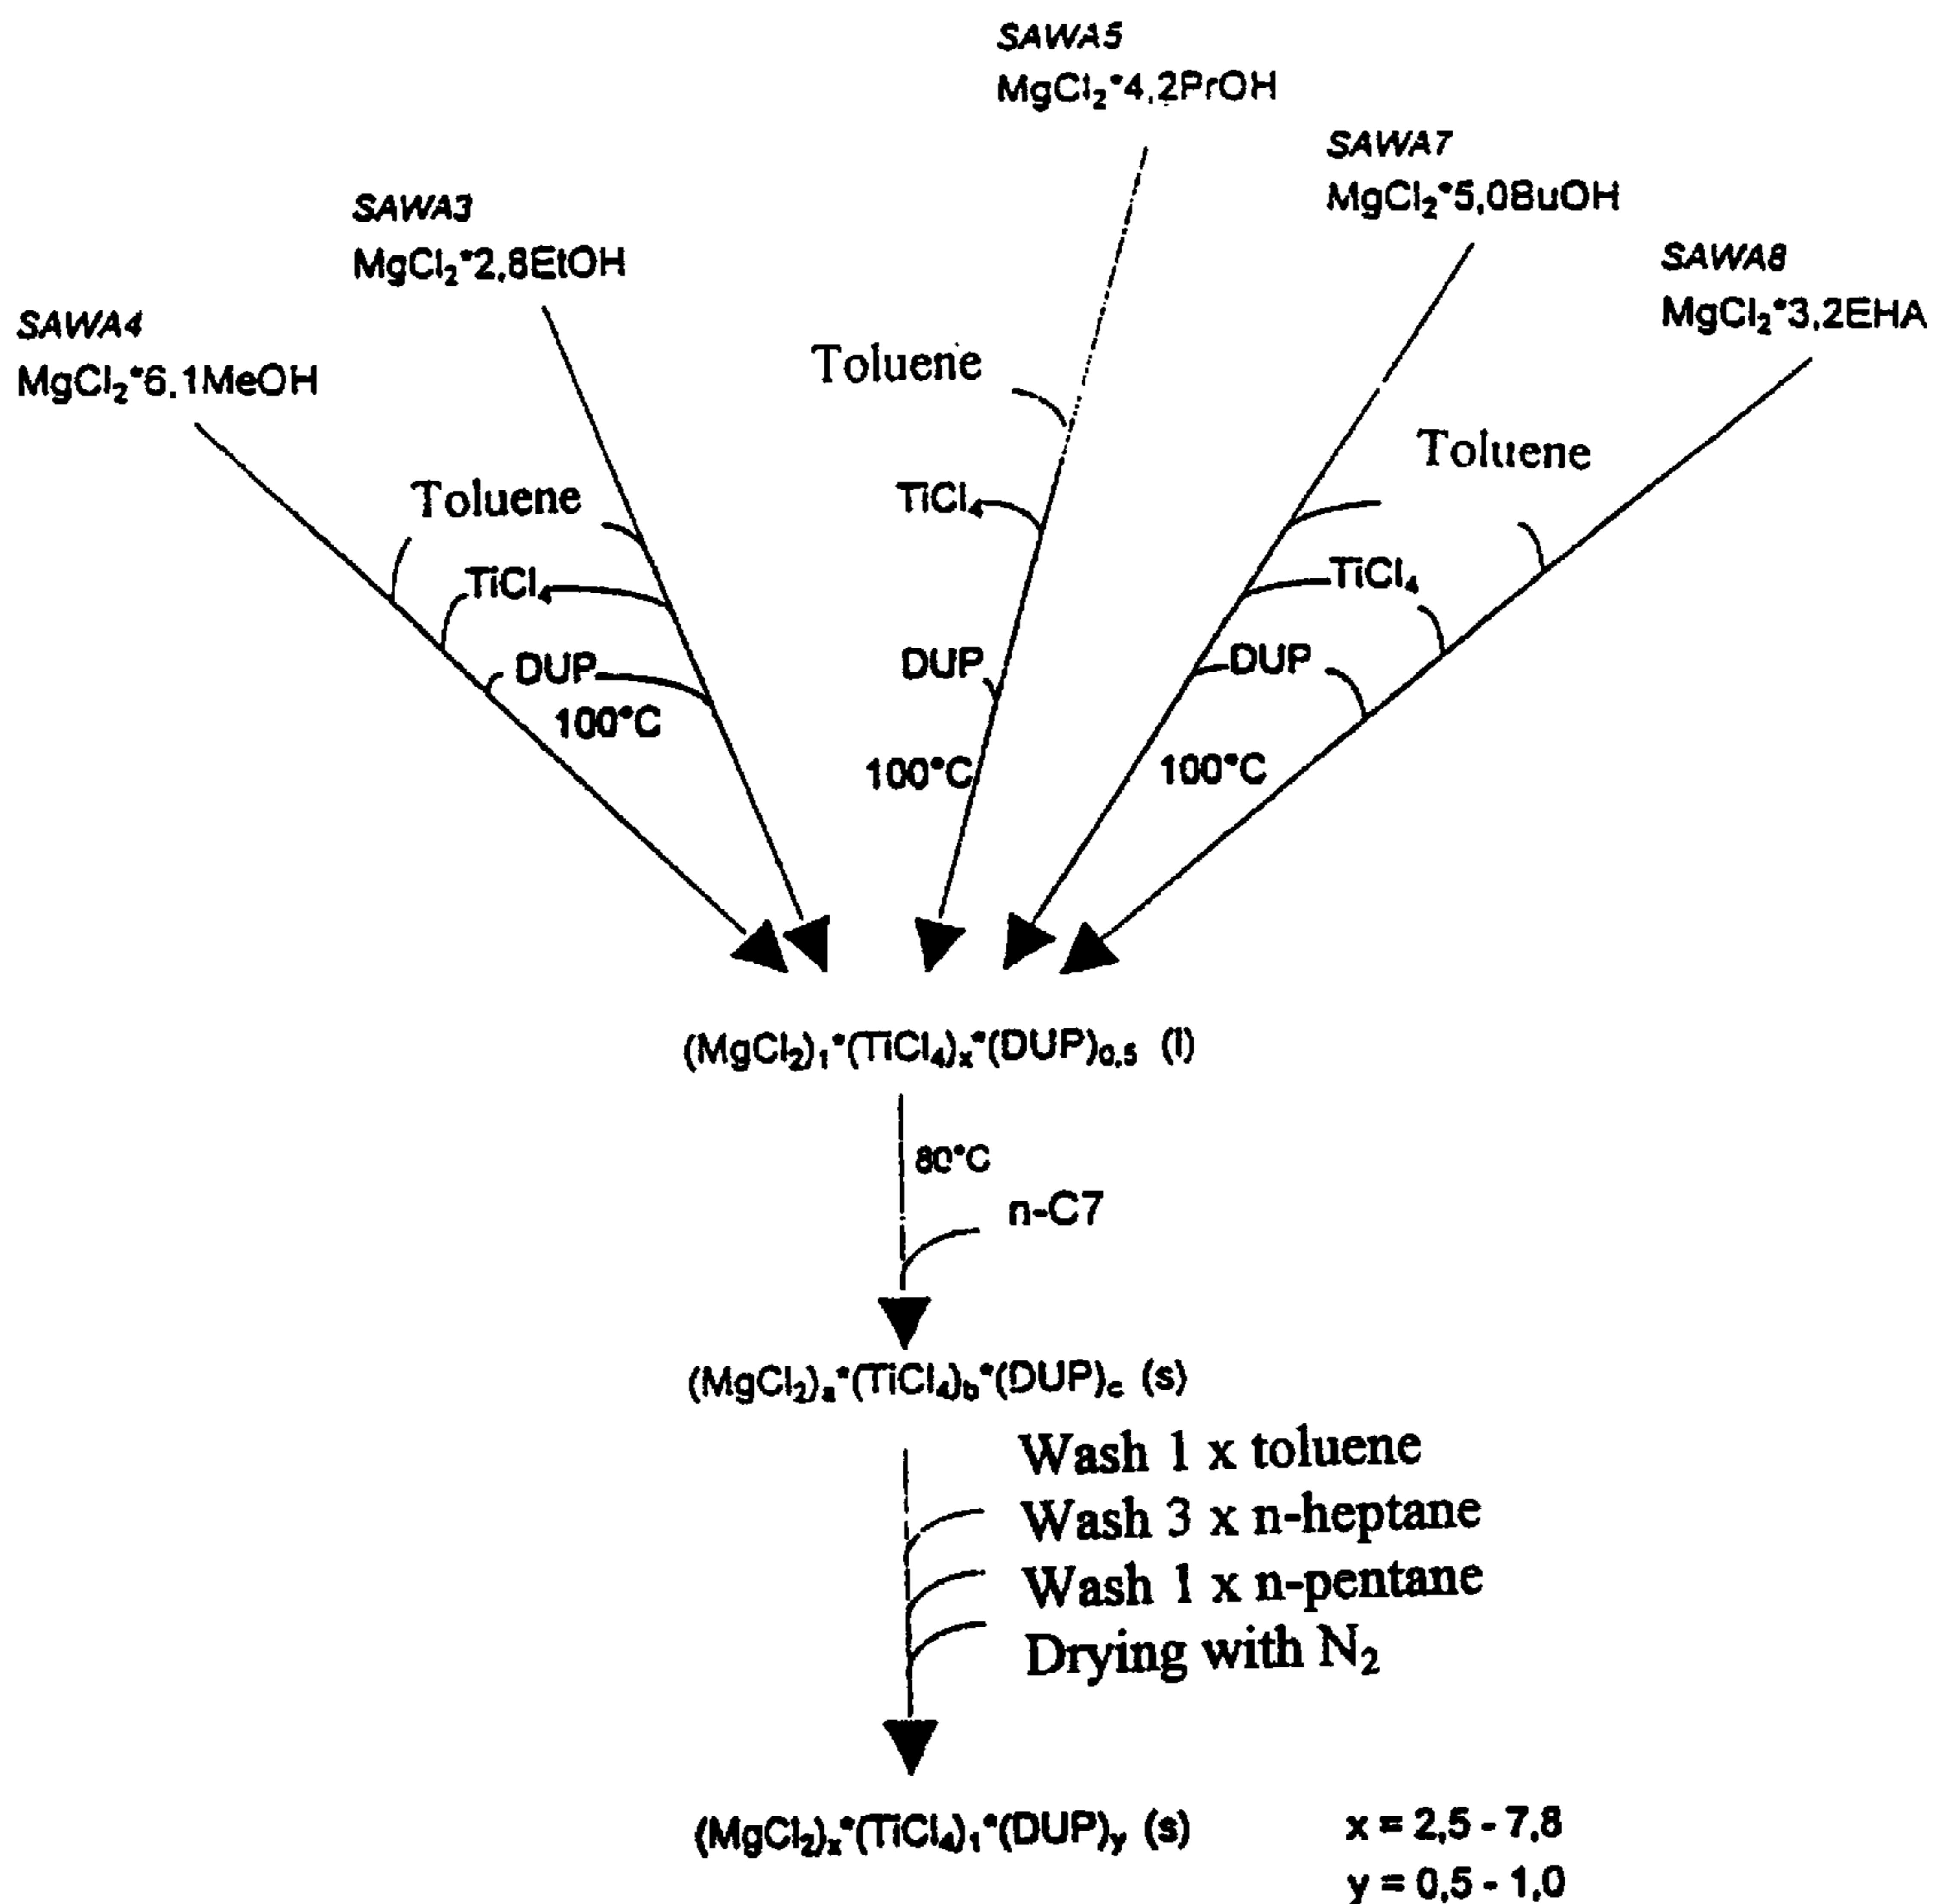 SAWA5
MgCl₂*4,2PrOH
SAWA7
MgCl₂*5,0BuOH
SAWA3
MgCl₂*2,8EtOH
SAWA8
MgCl₂*3,2EHA
SAWA4
MgCl₂*6,1MeOH
Toluene
Toluene
Toluene
TiCl₄
TiCl₄
TiCl₄
DUP
DUP
DUP
100°C
100°C
100°C
(MgCl₂)₁*(TiCl₄)ₓ*(DUP)₀,₅ (l)
80°C
n-C7
(MgCl₂)ₐ*(TiCl₄)b*(DUP)c (s)
Wash 1 x toluene
Wash 3 x n-heptane
Wash 1 x n-pentane
Drying with N₂
(MgCl₂)ₓ*(TiCl₄)₁*(DUP)y (s)
x = 2,5 - 7,8
y = 0,5 - 1,0